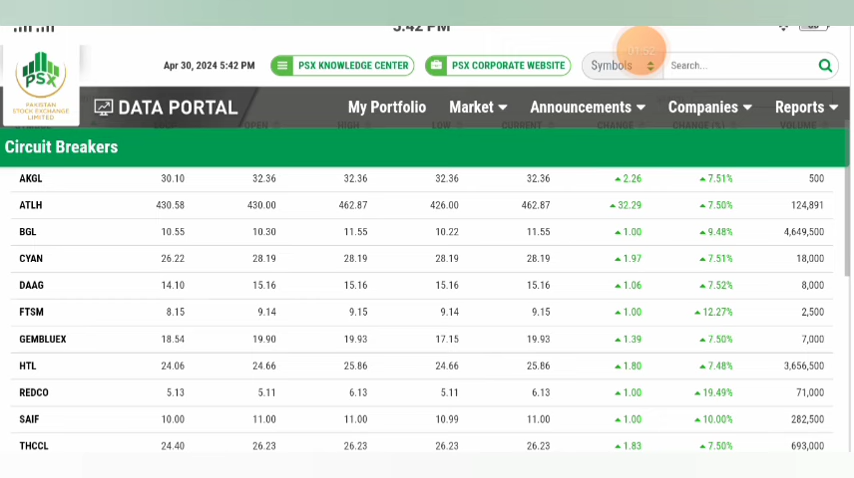 5:42 PM
01:52
PSX
PAKISTAN
STOCK EXCHANGE
LIMITED
Apr 30, 2024 5:42 PM PSX KNOWLEDGE CENTER PSX CORPORATE WEBSITE Symbols Search...
DATA PORTAL My Portfolio Market Announcements Companies Reports
OPEN HIGH LOW CURRENT CHANGE CHANGE (%) VOLUME
Circuit Breakers
AKGL 30.10 32.36 32.36 32.36 32.36 2.26 7.51% 500
ATLH 430.58 430.00 462.87 426.00 462.87 32.29 7.50% 124,891
BGL 10.55 10.30 11.55 10.22 11.55 1.00 9.48% 4,649,500
CYAN 26.22 28.19 28.19 28.19 28.19 1.97 7.51% 18,000
DAAG 14.10 15.16 15.16 15.16 15.16 1.06 7.52% 8,000
FTSM 8.15 9.14 9.15 9.14 9.15 1.00 12.27% 2,500
GEMBLUEX 18.54 19.90 19.93 17.15 19.93 1.39 7.50% 7,000
HTL 24.06 24.66 25.86 24.66 25.86 1.80 7.48% 3,656,500
REDCO 5.13 5.11 6.13 5.11 6.13 1.00 19.49% 71,000
SAIF 10.00 11.00 11.00 10.99 11.00 1.00 10.00% 282,500
THCCL 24.40 26.23 26.23 26.23 26.23 1.83 7.50% 693,000